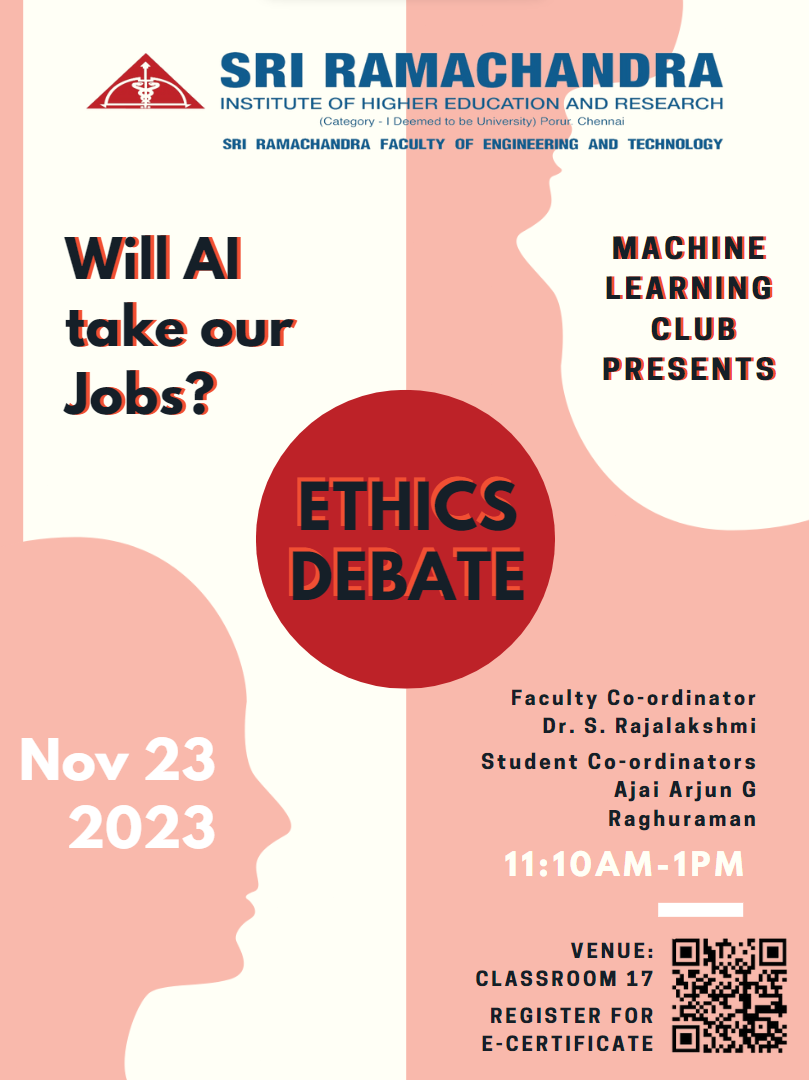 SRI RAMACHANDRA
INSTITUTE OF HIGHER EDUCATION AND RESEARCH
(Category - I Deemed to be University) Porur, Chennai
SRI RAMACHANDRA FACULTY OF ENGINEERING AND TECHNOLOGY
Will AI
take our
Jobs?
MACHINE
LEARNING
CLUB
PRESENTS
ETHICS
DEBATE
Nov 23
2023
Faculty Co-ordinator
Dr. S. Rajalakshmi
Student Co-ordinators
Ajai Arjun G
Raghuraman
11:10AM-1PM
VENUE:
CLASSROOM 17
REGISTER FOR
E-CERTIFICATE